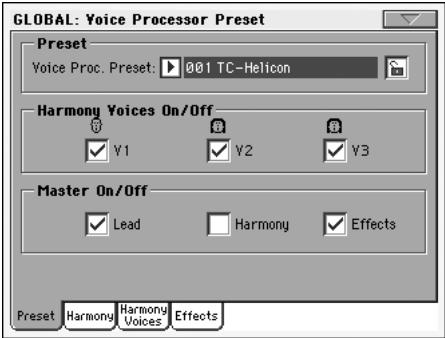 GLOBAL: Voice Processor Preset
Preset
Voice Proc. Preset: 001 TC-Helicon
Harmony Voices On/Off
V1 V2 V3
Master On/Off
Lead Harmony Effects
Preset Harmony Harmony Voices Effects